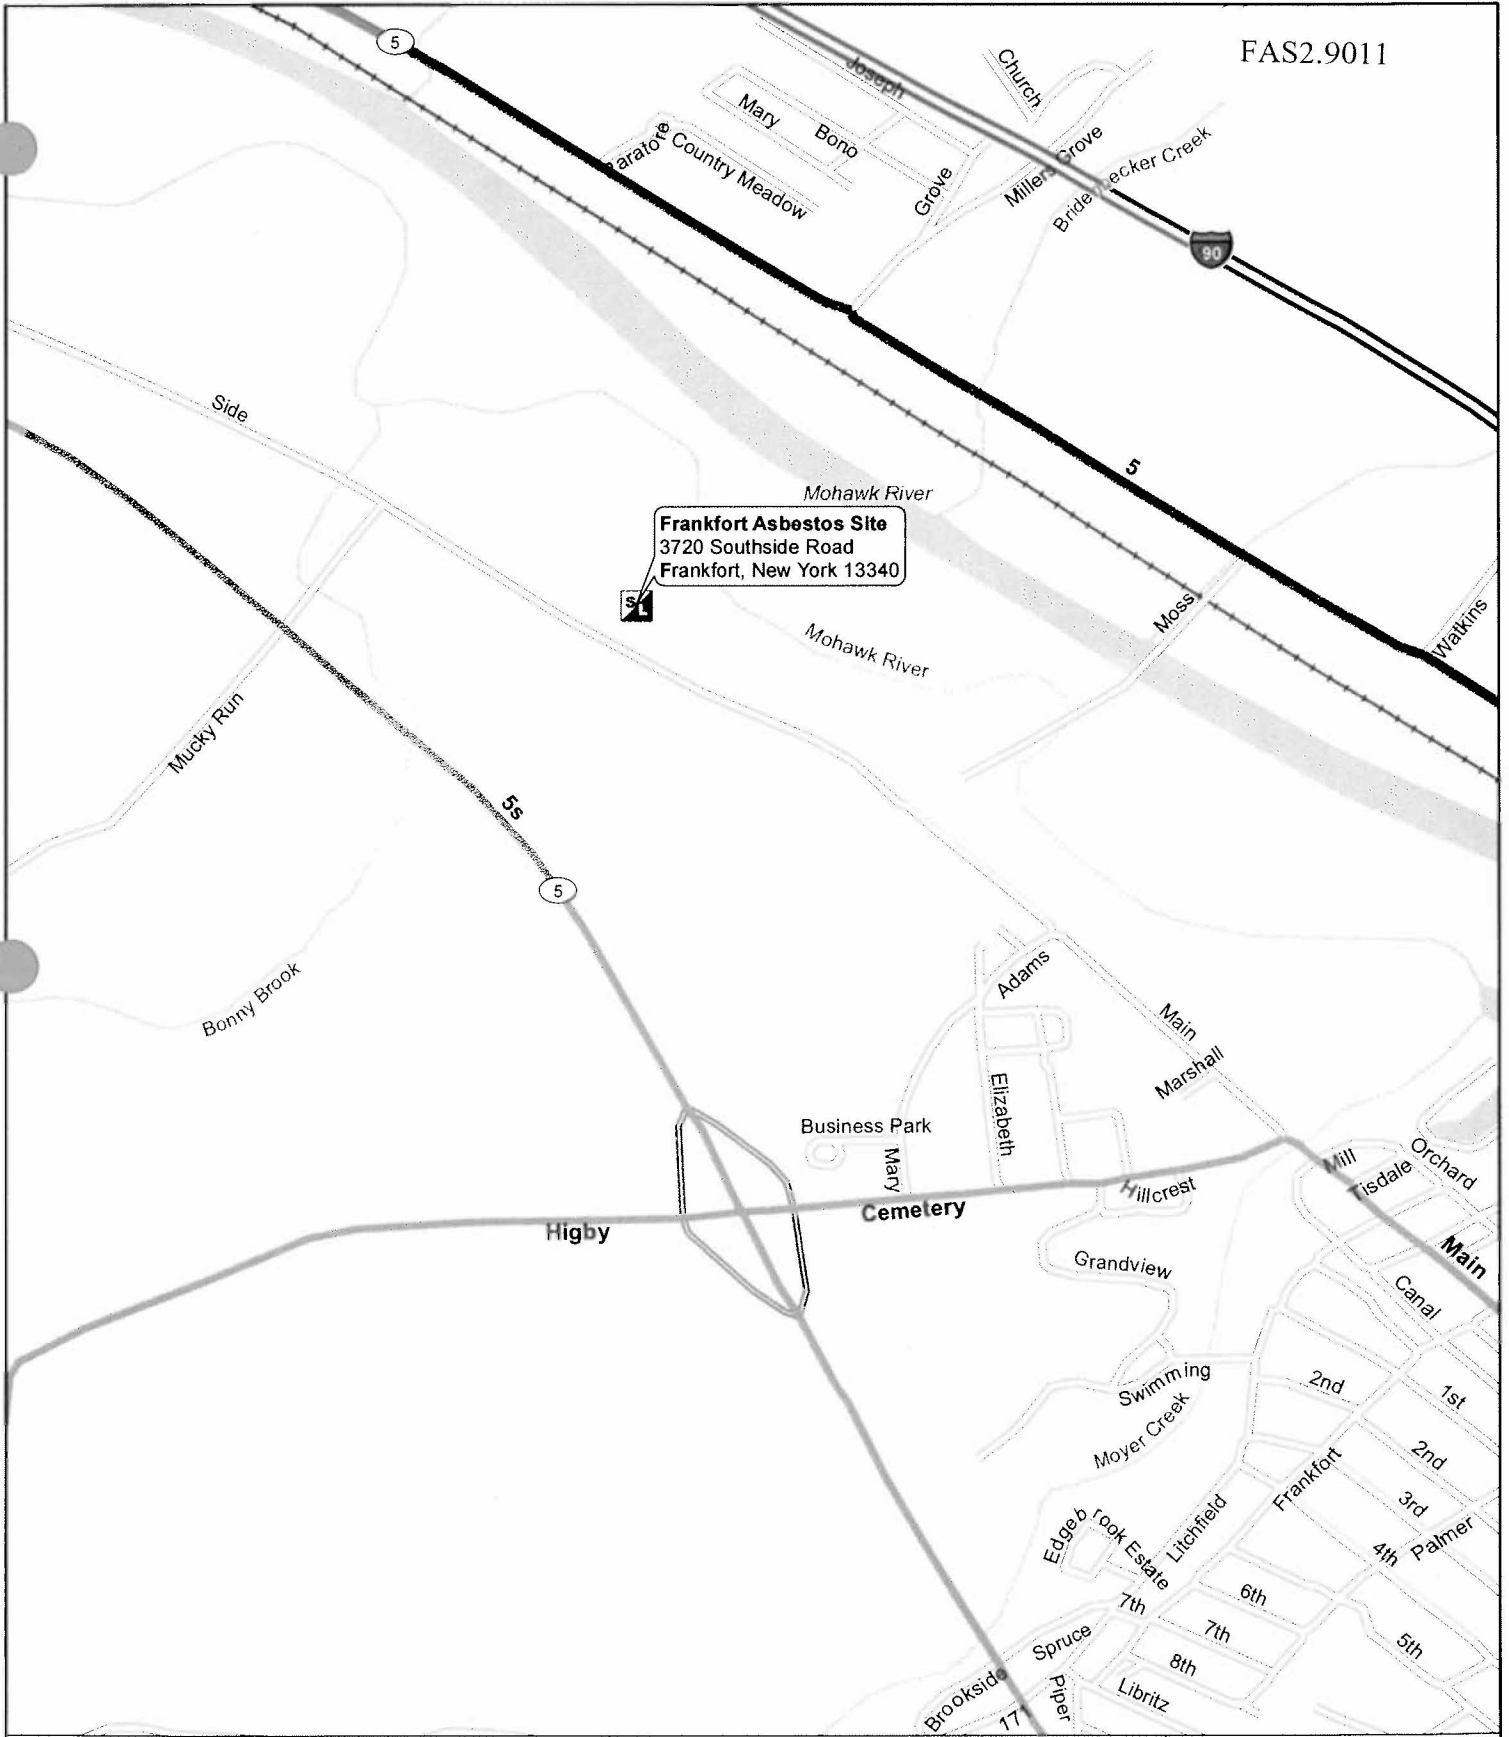 FAS2.9011
5
Joseph
Church
Mary
Bono
Baratore
Country Meadow
Grove
Millers Grove
Bridenbecker Creek
90
Side
5
Mohawk River
Frankfort Asbestos Site
3720 Southside Road
Frankfort, New York 13340
SL
Moss
Watkins
Mohawk River
Mucky Run
5s
5
Bonny Brook
Adams
Main
Marshall
Elizabeth
Business Park
Mary
Mill
Orchard
Tisdale
Hillcrest
Cemetery
Higby
Main
Grandview
Canal
Swimming
2nd
1st
Moyer Creek
2nd
Frankfort
3rd
Litchfield
Edgebrook Estate
4th
Palmer
6th
7th
7th
5th
Spruce
8th
Brookside
Piper
Libritz
171